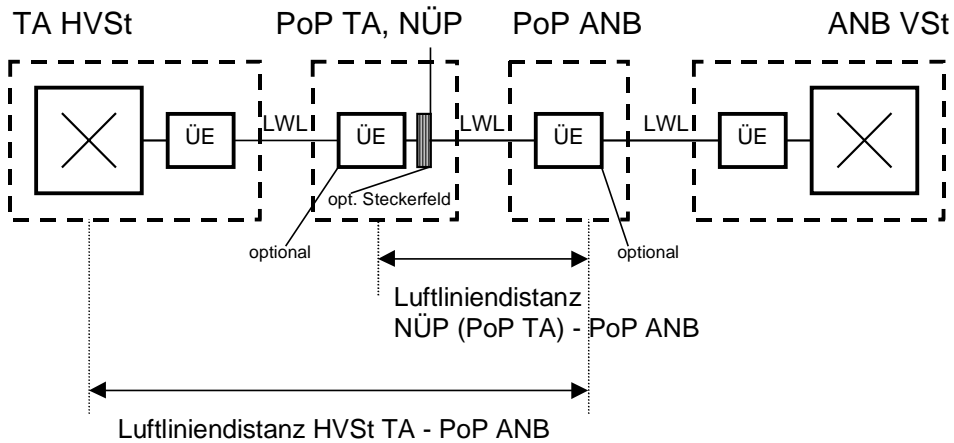 TA HVSt
PoP TA, NÜP
PoP ANB
ANB VSt
ÜE
LWL
ÜE
LWL
ÜE
LWL
ÜE
opt. Steckerfeld
optional
optional
Luftliniendistanz
NÜP (PoP TA) - PoP ANB
Luftliniendistanz HVSt TA - PoP ANB